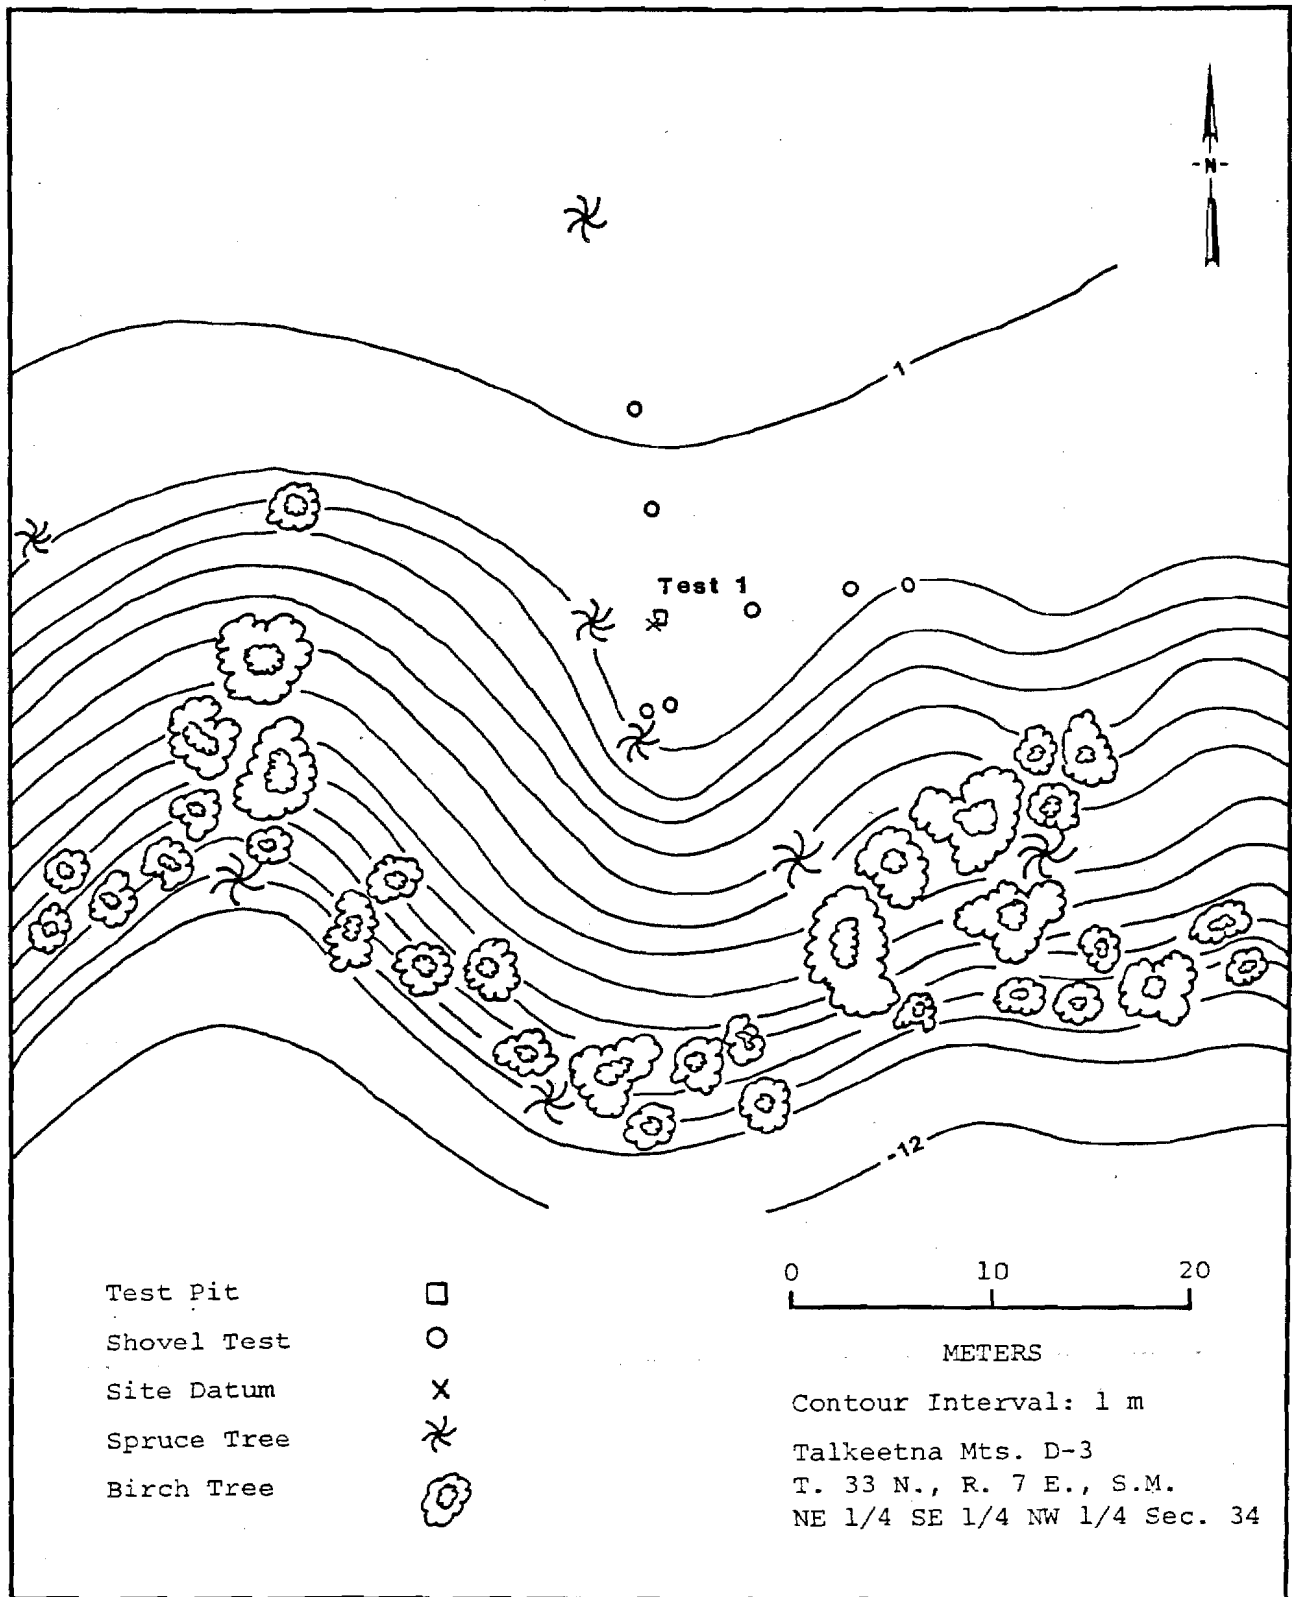 -N-
1
Test 1
0
-12
Test Pit
Shovel Test
Site Datum
Spruce Tree
Birch Tree
0 10 20
METERS
Contour Interval: 1 m
Talkeetna Mts. D-3
T. 33 N., R. 7 E., S.M.
NE 1/4 SE 1/4 NW 1/4 Sec. 34